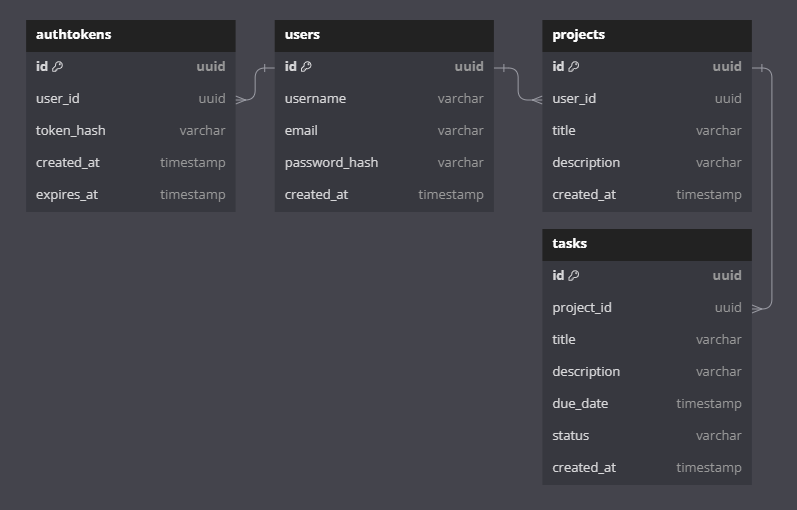 authtokens
id uuid
user_id uuid
token_hash varchar
created_at timestamp
expires_at timestamp
users
id uuid
username varchar
email varchar
password_hash varchar
created_at timestamp
projects
id uuid
user_id uuid
title varchar
description varchar
created_at timestamp
tasks
id uuid
project_id uuid
title varchar
description varchar
due_date timestamp
status varchar
created_at timestamp